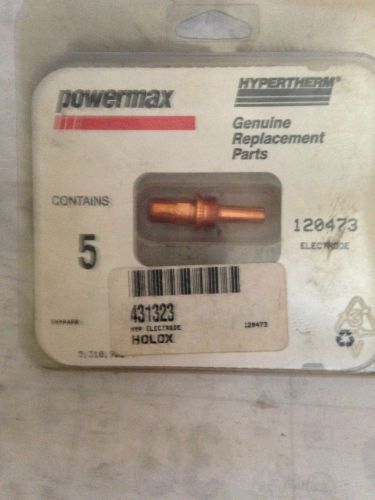 powermax
HYPERTHERM®
Genuine
Replacement
Parts
CONTAINS
5
120473
ELECTRODE
431323
HYP ELECTRODE
120473
HOLOX